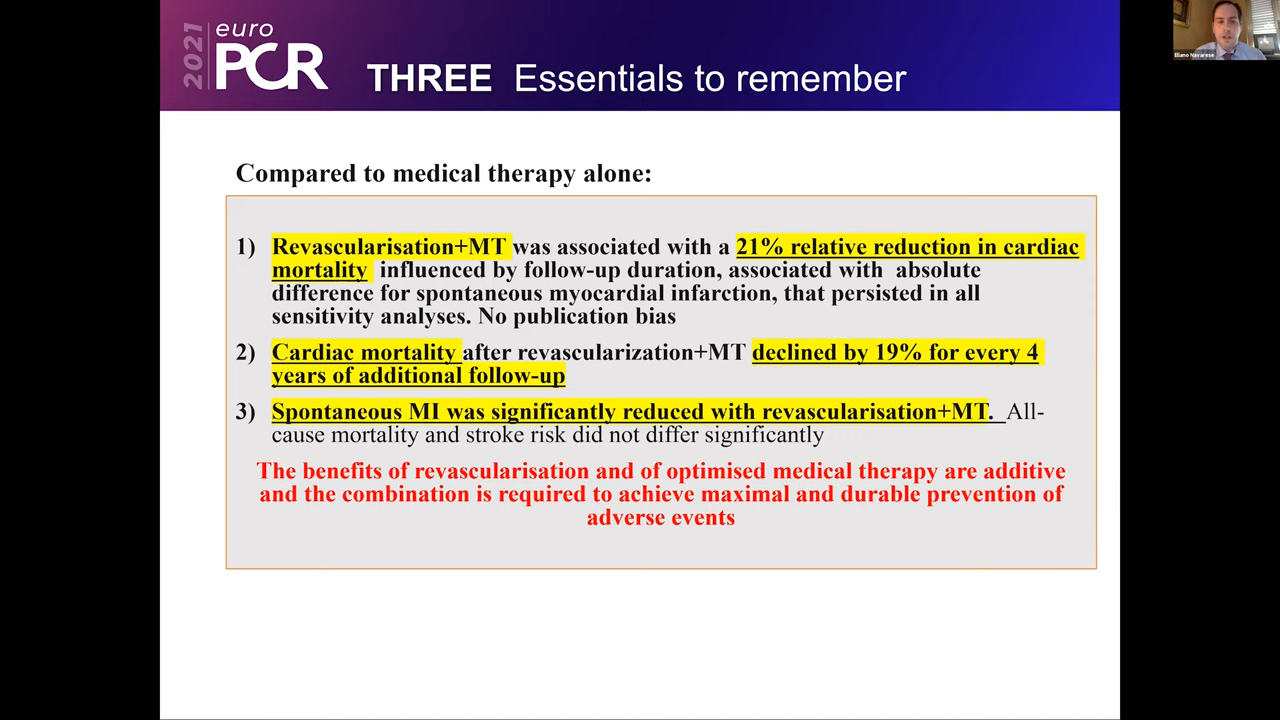 2021
euro
PCR
THREE Essentials to remember
Eliano Navarese
Compared to medical therapy alone:
1) Revascularisation+MT was associated with a 21% relative reduction in cardiac
mortality influenced by follow-up duration, associated with absolute
difference for spontaneous myocardial infarction, that persisted in all
sensitivity analyses. No publication bias
2) Cardiac mortality after revascularization+MT declined by 19% for every 4
years of additional follow-up
3) Spontaneous MI was significantly reduced with revascularisation+MT. All-
cause mortality and stroke risk did not differ significantly
The benefits of revascularisation and of optimised medical therapy are additive
and the combination is required to achieve maximal and durable prevention of
adverse events